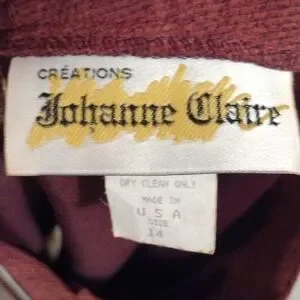 CRÉATIONS
Johanne Claire
DRY CLEAN ONLY
MADE IN
U S A
SIZE
14